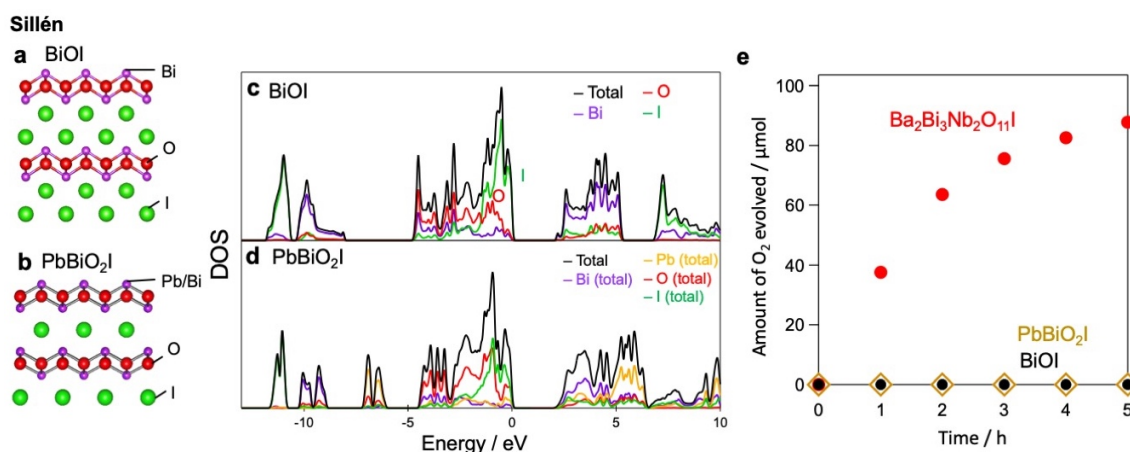 Sillén
a BiOI
Bi
O
I
b PbBiO₂I
Pb/Bi
O
I
c BiOI
— Total — O
— Bi — I
I
O
DOS
d PbBiO₂I
— Total — Pb (total)
— Bi (total) — O (total)
— I (total)
-10 -5 0 5 10
Energy / eV
e
Amount of O₂ evolved / µmol
100
80
60
40
20
0
Ba₂Bi₃Nb₂O₁₁I
PbBiO₂I
BiOI
0 1 2 3 4 5
Time / h